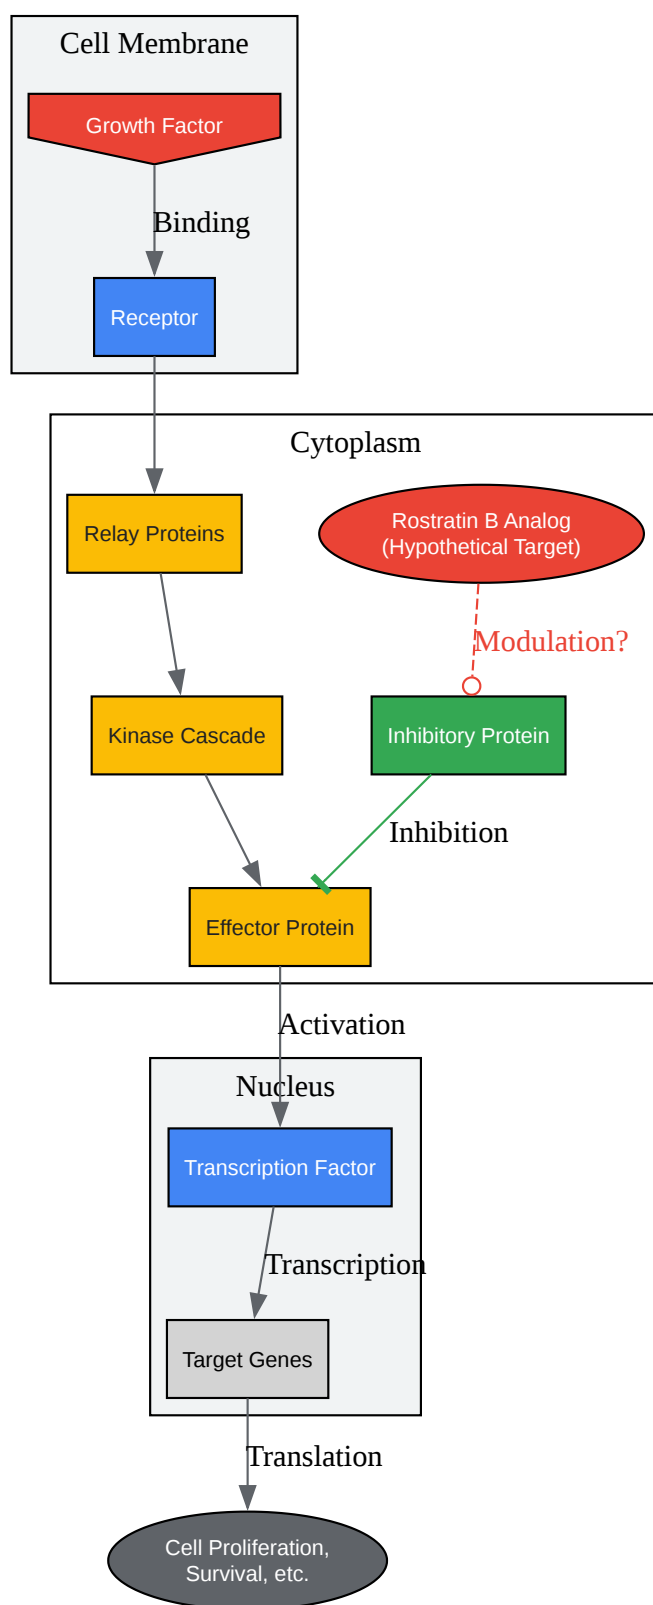 Cell Membrane
Growth Factor
Binding
Receptor
Cytoplasm
Relay Proteins
Rostratin B Analog
(Hypothetical Target)
Modulation?
Kinase Cascade
Inhibitory Protein
Inhibition
Effector Protein
Activation
Nucleus
Transcription Factor
Transcription
Target Genes
Translation
Cell Proliferation,
Survival, etc.